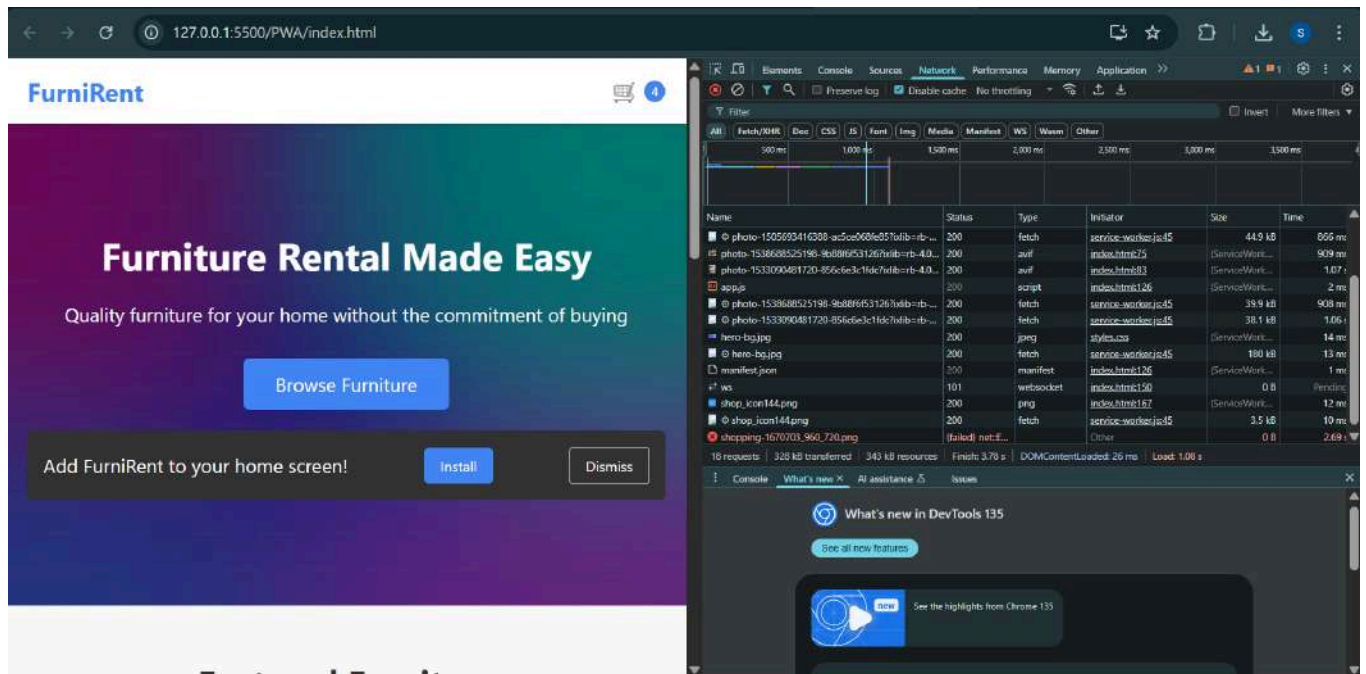 127.0.0.1:5500/PWA/index.html
S
FurniRent
4
Furniture Rental Made Easy
Quality furniture for your home without the commitment of buying
Browse Furniture
Add FurniRent to your home screen! Install Dismiss
Elements Console Sources Network Performance Memory Application 1 1
Preserve log Disable cache No throttling
Filter Invert More filters
All Fetch/XHR Doc CSS JS Font Img Media Manifest WS Wasm Other
500 ms 1,000 ms 1,500 ms 2,000 ms 2,500 ms 3,000 ms 3,500 ms
Name Status Type Initiator Size Time
200 fetch service-worker.js:45 44.9 kB 866 ms
200 avif index.html:75 (ServiceWork... 909 ms
200 avif index.html:83 (ServiceWork... 1.07
app.js 200 script index.html:126 (ServiceWork... 2 ms
200 fetch service-worker.js:45 39.9 kB 908 ms
200 fetch service-worker.js:45 38.1 kB 1.06
hero-bg.jpg 200 jpeg styles.css (ServiceWork... 14 ms
hero-bg.jpg 200 fetch service-worker.js:45 180 kB 13 ms
manifest.json 200 manifest index.html:126 (ServiceWork... 1 ms
ws 101 websocket index.html:150 0 B Pending
shop_icon144.png 200 png index.html:167 (ServiceWork... 12 ms
shop_icon144.png 200 fetch service-worker.js:45 3.5 kB 10 ms
shopping-1670703_960_720.png (failed) net::f... Other 0 B 2.69
18 requests 328 kB transferred 343 kB resources Finish: 3.78 s DOMContentLoaded: 26 ms Load: 1.08 s
Console What's new AI assistance Issues
What's new in DevTools 135
See all new features
new See the highlights from Chrome 135